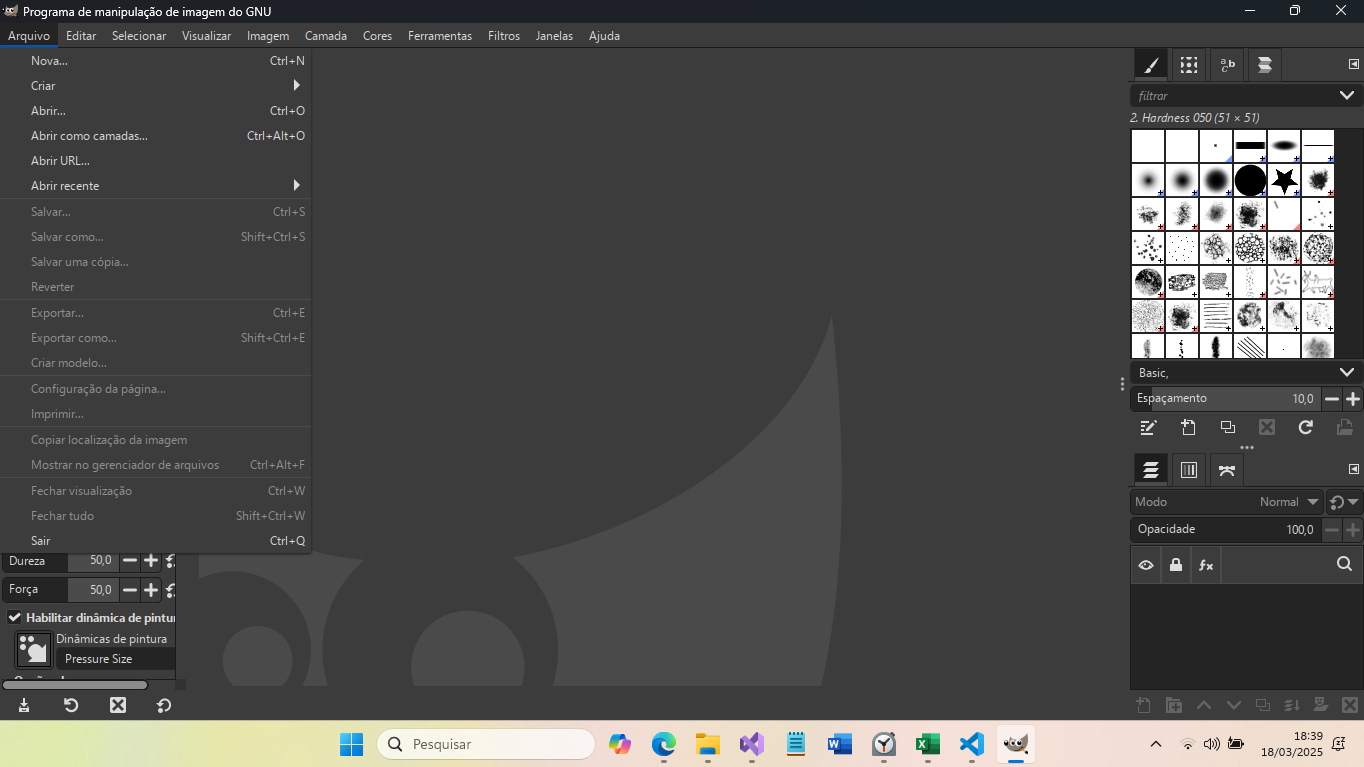 Programa de manipulação de imagem do GNU
Arquivo Editar Selecionar Visualizar Imagem Camada Cores Ferramentas Filtros Janelas Ajuda
Nova... Ctrl+N
Criar
Abrir... Ctrl+O
Abrir como camadas... Ctrl+Alt+O
Abrir URL...
Abrir recente
Salvar... Ctrl+S
Salvar como... Shift+Ctrl+S
Salvar uma cópia...
Reverter
Exportar... Ctrl+E
Exportar como... Shift+Ctrl+E
Criar modelo...
Configuração da página...
Imprimir...
Copiar localização da imagem
Mostrar no gerenciador de arquivos Ctrl+Alt+F
Fechar visualização Ctrl+W
Fechar tudo Shift+Ctrl+W
Sair Ctrl+Q
Dureza 50,0
Força 50,0
Habilitar dinâmica de pintu
Dinâmicas de pintura
Pressure Size
filtrar
2. Hardness 050 (51 × 51)
Basic,
Espaçamento 10,0
Modo Normal
Opacidade 100,0
fx
Pesquisar
18:39
18/03/2025